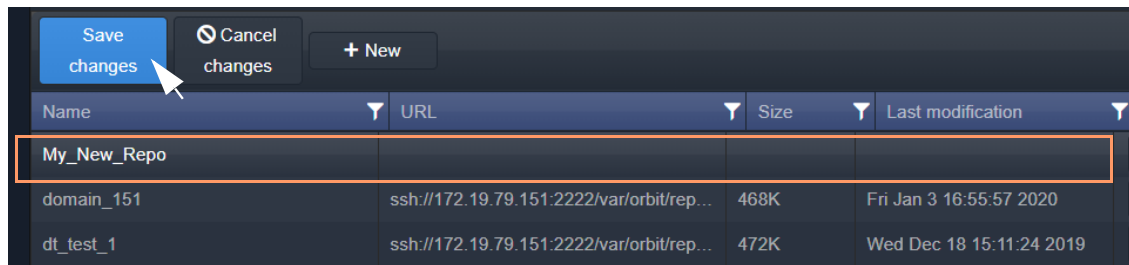 Save changes
Cancel changes
+ New
Name URL Size Last modification
My_New_Repo
domain_151 ssh://172.19.79.151:2222/var/orbit/rep... 468K Fri Jan 3 16:55:57 2020
dt_test_1 ssh://172.19.79.151:2222/var/orbit/rep... 472K Wed Dec 18 15:11:24 2019